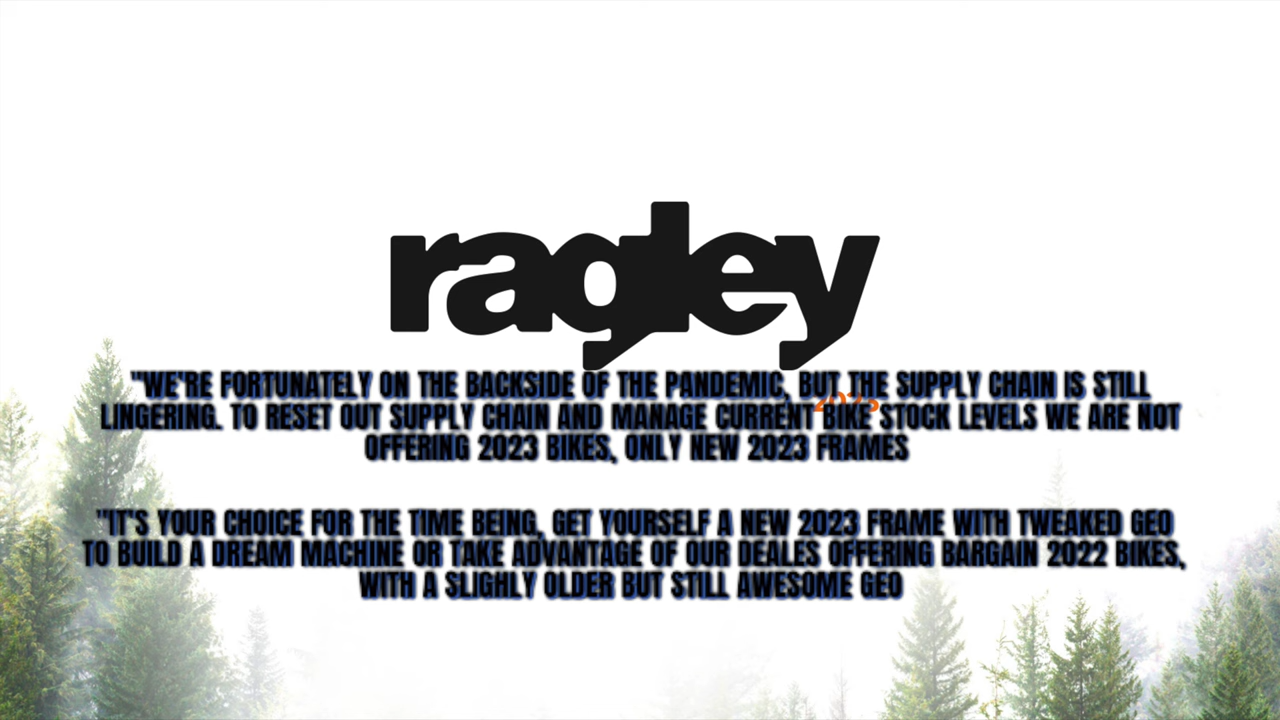 ragley
"WE'RE FORTUNATELY ON THE BACKSIDE OF THE PANDEMIC, BUT THE SUPPLY CHAIN IS STILL
LINGERING. TO RESET OUT SUPPLY CHAIN AND MANAGE CURRENT BIKE STOCK LEVELS WE ARE NOT
OFFERING 2023 BIKES, ONLY NEW 2023 FRAMES
"IT'S YOUR CHOICE FOR THE TIME BEING, GET YOURSELF A NEW 2023 FRAME WITH TWEAKED GEO
TO BUILD A DREAM MACHINE OR TAKE ADVANTAGE OF OUR DEALES OFFERING BARGAIN 2022 BIKES,
WITH A SLIGHLY OLDER BUT STILL AWESOME GEO